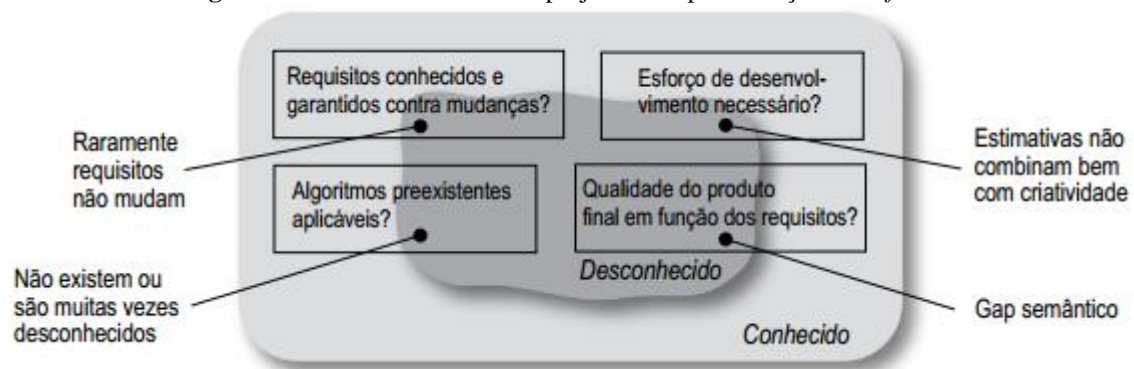 Requisitos conhecidos e
garantidos contra mudanças?
Esforço de desenvol-
vimento necessário?
Raramente
requisitos
não mudam
Estimativas não
combinam bem
com criatividade
Algoritmos preexistentes
aplicáveis?
Qualidade do produto
final em função dos requisitos?
Não existem ou
são muitas vezes
desconhecidos
Desconhecido
Gap semântico
Conhecido